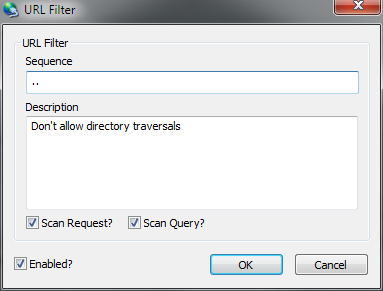 URL Filter
URL Filter
Sequence
..
Description
Don't allow directory traversals
Scan Request? Scan Query?
Enabled? OK Cancel